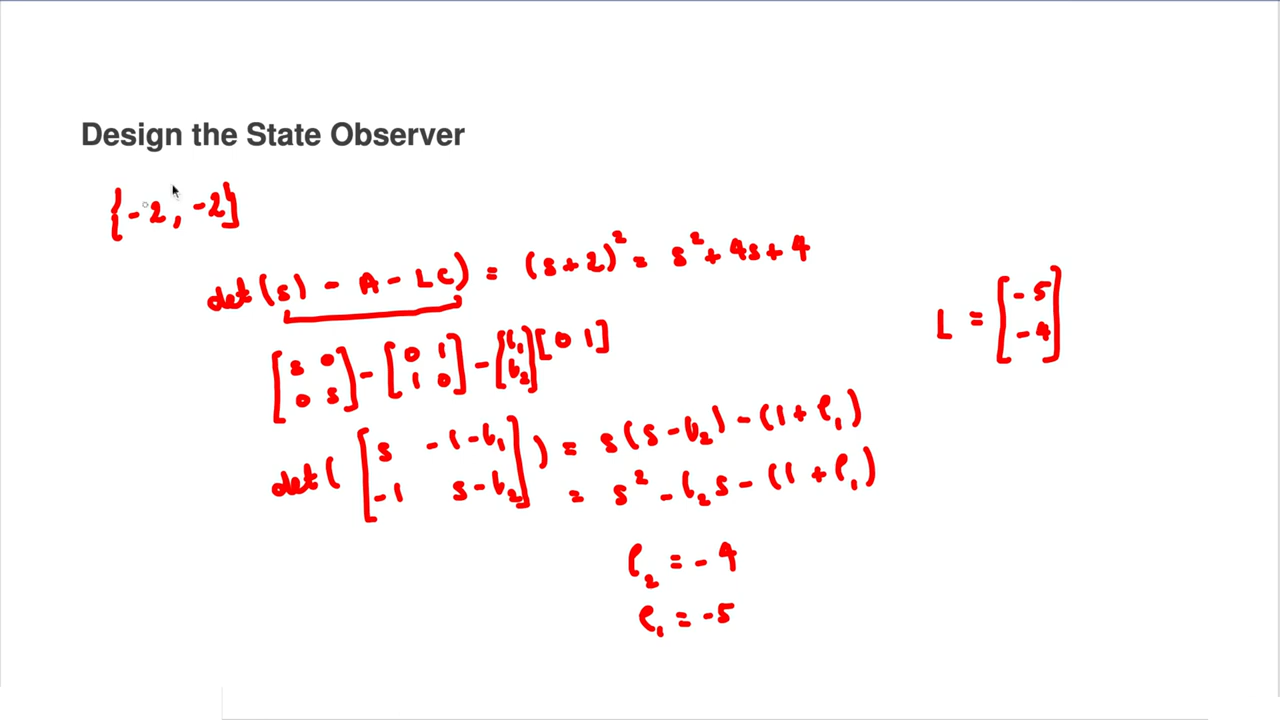 Design the State Observer
{-2, -2}
det(sI - A - LC) = (s+2)² = s² + 4s + 4
L = [-5
-4]
[s 0
0 s] - [0 1
1 0] - [l₁
l₂] [0 1]
det([s -1-l₁
-1 s-l₂]) = s(s-l₂) - (1+l₁)
= s² - l₂s - (1+l₁)
l₂ = -4
l₁ = -5